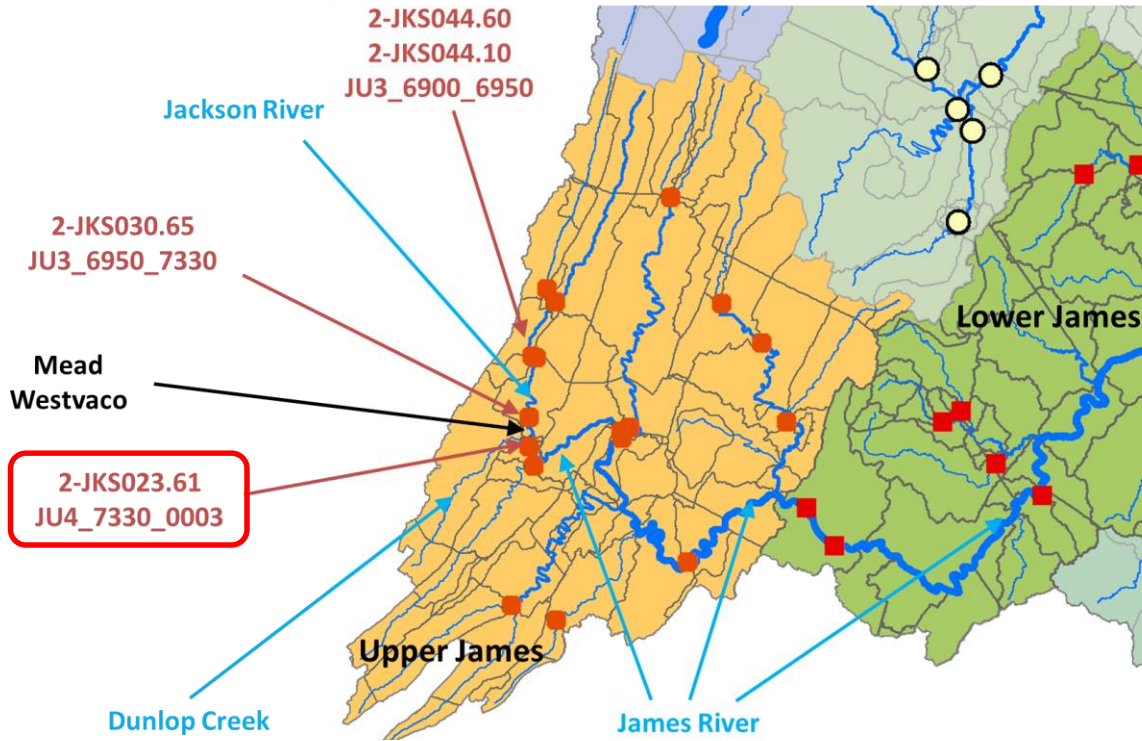 2-JKS044.60
2-JKS044.10
JU3_6900_6950
Jackson River
2-JKS030.65
JU3_6950_7330
Mead
Westvaco
2-JKS023.61
JU4_7330_0003
Lower James
Upper James
Dunlop Creek
James River